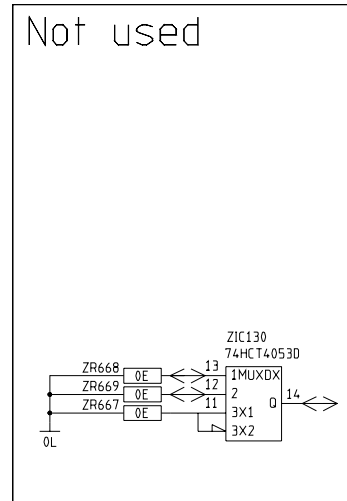 Not used
ZIC130
74HCT4053D
ZR668 0E 13 1MUXDX
ZR669 0E 12 2 Q 14
ZR667 0E 11 3X1
3X2
0L